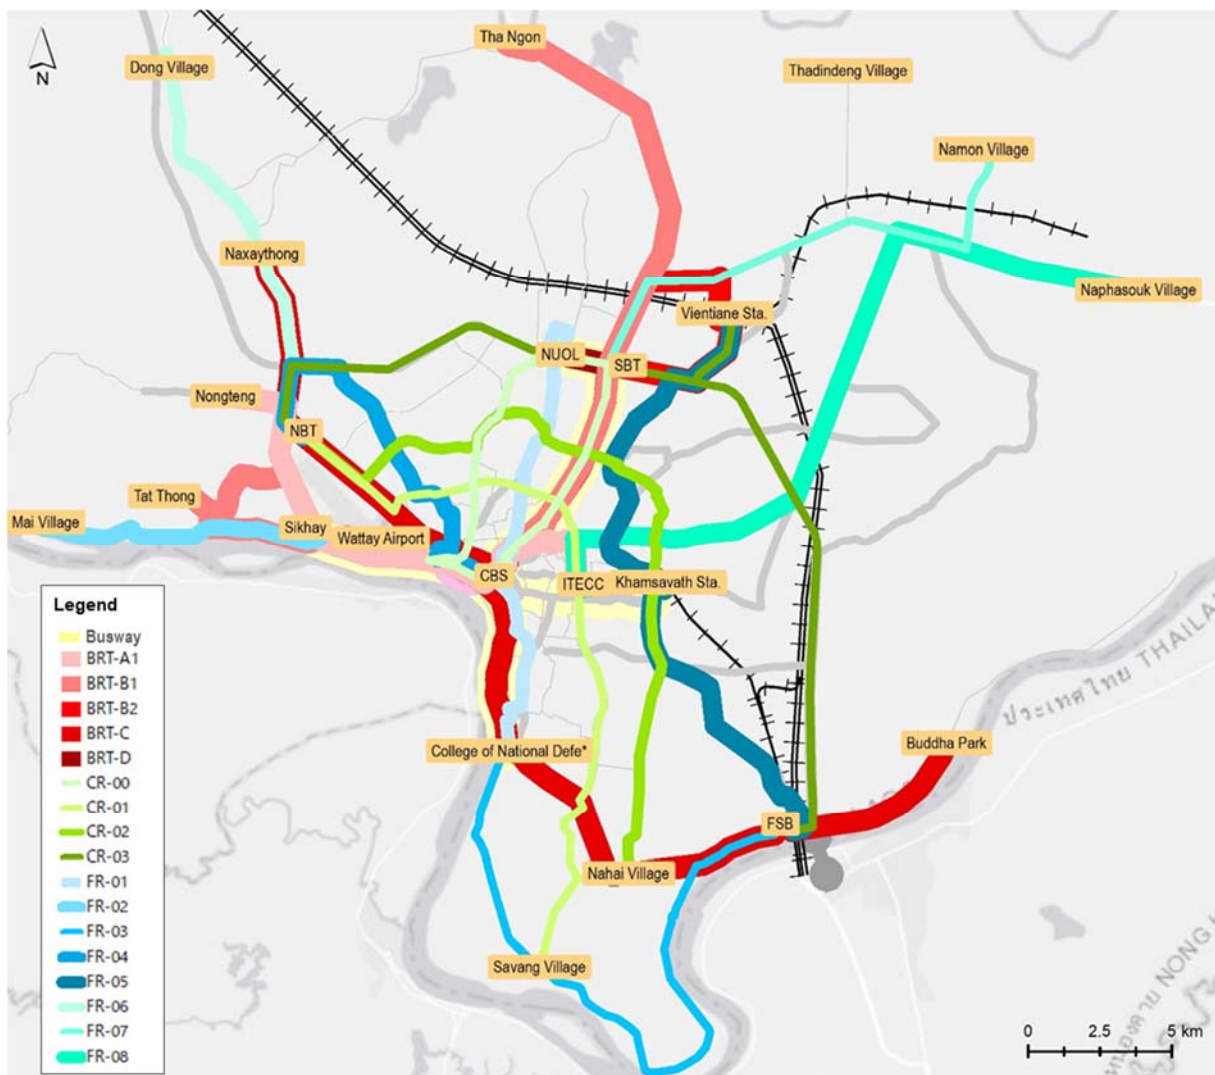 Tha Ngon
Dong Village
Thadindeng Village
N
Namon Village
Naxaythong
Naphasouk Village
Vientiane Sta.
NUOL
SBT
Nongteng
NBT
Tat Thong
Mai Village
Sikhay
Wattay Airport
CBS
ITECC
Khamsavath Sta.
Legend
Busway
BRT-A1
BRT-B1
BRT-B2
BRT-C
BRT-D
CR-00
CR-01
CR-02
CR-03
FR-01
FR-02
FR-03
FR-04
FR-05
FR-06
FR-07
FR-08
ประเทศไทย THAILAND
College of National Defe*
Buddha Park
FSB
Nahai Village
Savang Village
NONG
0 2.5 5 km